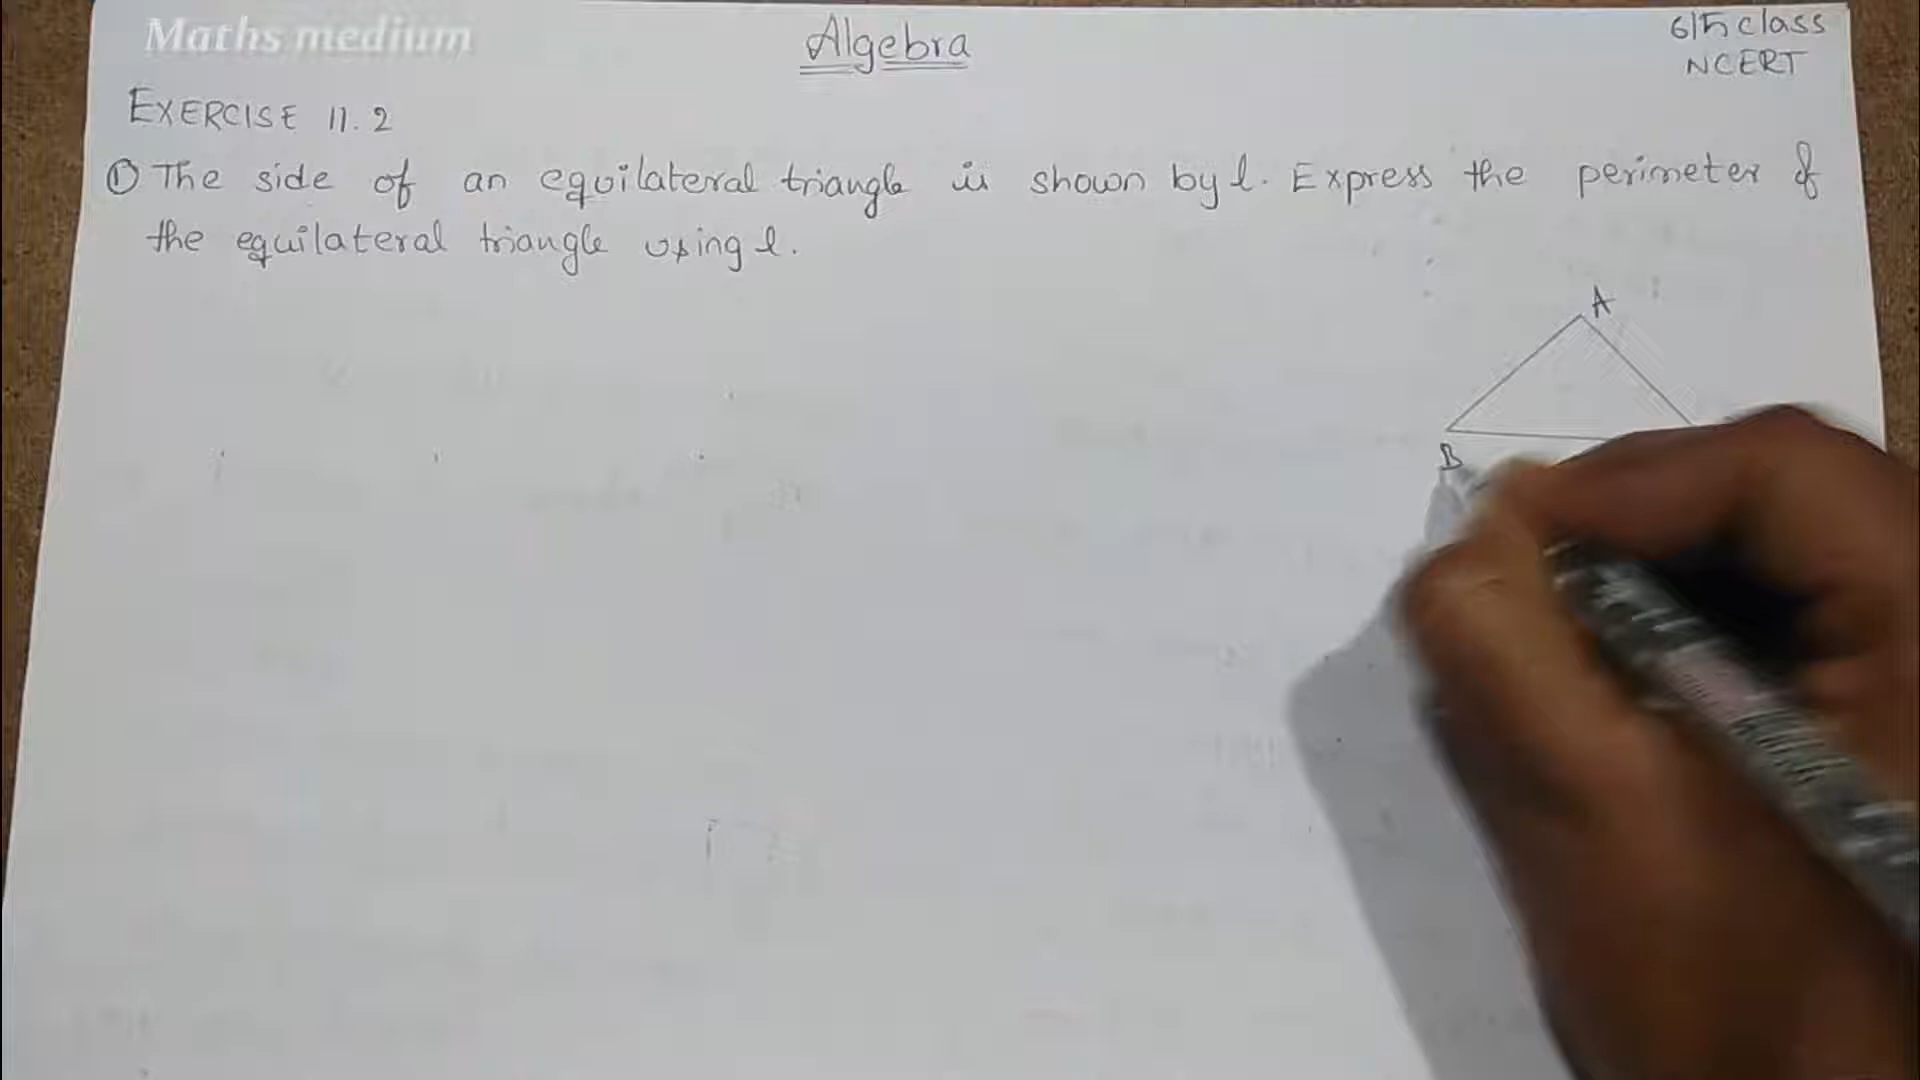 Maths medium
Algebra
6th class
NCERT
EXERCISE 11.2
① The side of an equilateral triangle is shown by l. Express the perimeter of
the equilateral triangle using l.
A
B